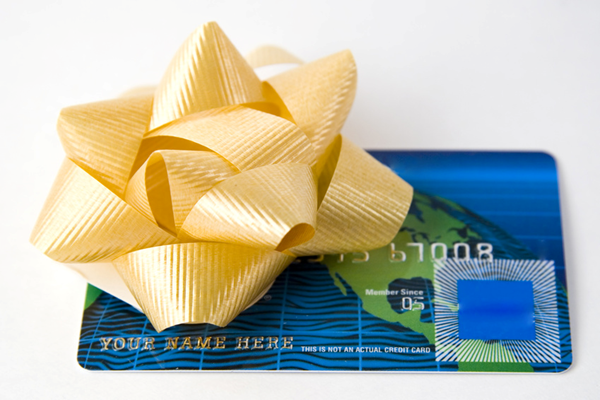 67008
Member Since
05
YOUR NAME HERE
THIS IS NOT AN ACTUAL CREDIT CARD